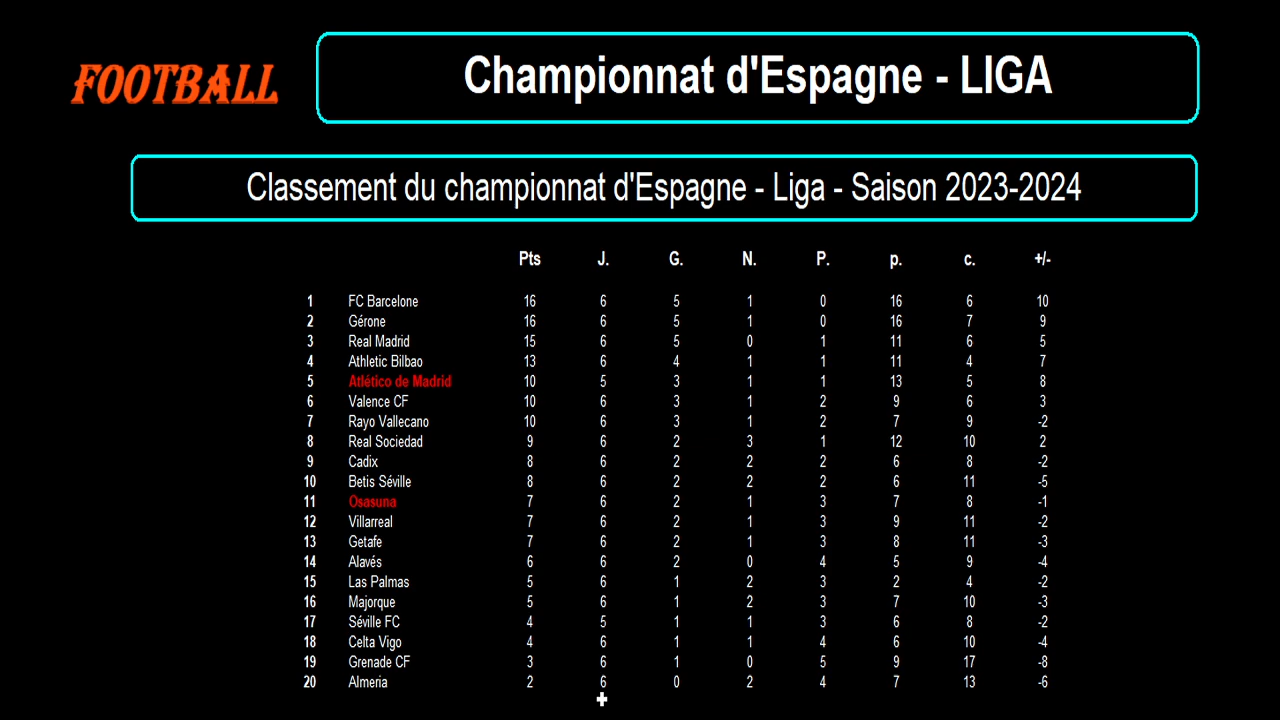 FOOTBALL
Championnat d'Espagne - LIGA
Classement du championnat d'Espagne - Liga - Saison 2023-2024
Pts J. G. N. P. p. c. +/-
1 FC Barcelone 16 6 5 1 0 16 6 10
2 Gérone 16 6 5 1 0 16 7 9
3 Real Madrid 15 6 5 0 1 11 6 5
4 Athletic Bilbao 13 6 4 1 1 11 4 7
5 Atlético de Madrid 10 5 3 1 1 13 5 8
6 Valence CF 10 6 3 1 2 9 6 3
7 Rayo Vallecano 10 6 3 1 2 7 9 -2
8 Real Sociedad 9 6 2 3 1 12 10 2
9 Cadix 8 6 2 2 2 6 8 -2
10 Betis Séville 8 6 2 2 2 6 11 -5
11 Osasuna 7 6 2 1 3 7 8 -1
12 Villarreal 7 6 2 1 3 9 11 -2
13 Getafe 7 6 2 1 3 8 11 -3
14 Alavés 6 6 2 0 4 5 9 -4
15 Las Palmas 5 6 1 2 3 2 4 -2
16 Majorque 5 6 1 2 3 7 10 -3
17 Séville FC 4 5 1 1 3 6 8 -2
18 Celta Vigo 4 6 1 1 4 6 10 -4
19 Grenade CF 3 6 1 0 5 9 17 -8
20 Almeria 2 6 0 2 4 7 13 -6